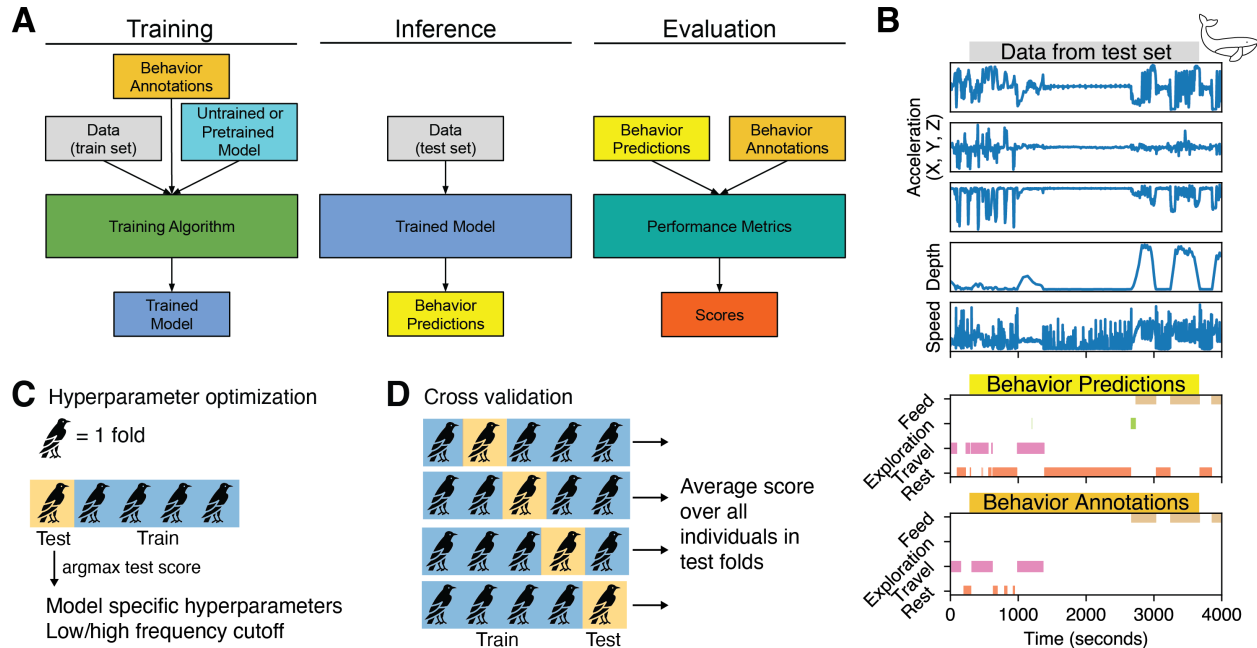 A
Training
Inference
Evaluation
Behavior
Annotations
Data
(train set)
Untrained or
Pretrained
Model
Training Algorithm
Trained
Model
Data
(test set)
Trained Model
Behavior
Predictions
Behavior
Predictions
Behavior
Annotations
Performance Metrics
Scores
B
Data from test set
Acceleration
(X, Y, Z)
Depth
Speed
Behavior Predictions
Feed
Exploration
Travel
Rest
Behavior Annotations
Feed
Exploration
Travel
Rest
0 1000 2000 3000 4000
Time (seconds)
C Hyperparameter optimization
= 1 fold
Test Train
argmax test score
Model specific hyperparameters
Low/high frequency cutoff
D Cross validation
Average score
over all
individuals in
test folds
Train Test